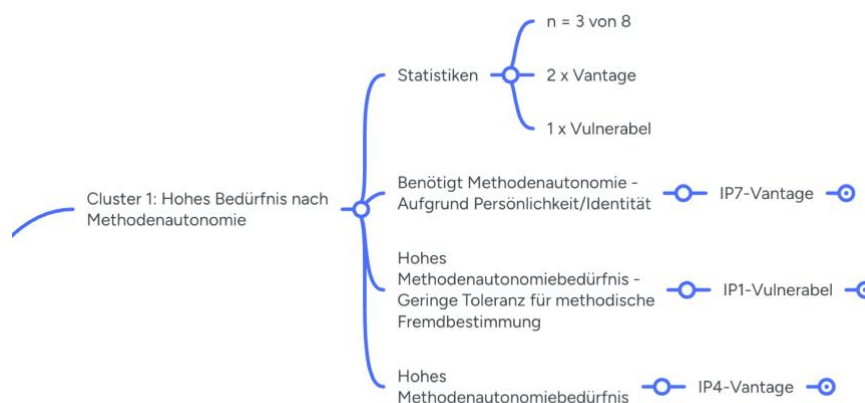 n = 3 von 8
Statistiken
2 x Vantage
1 x Vulnerabel
Cluster 1: Hohes Bedürfnis nach
Methodenautonomie
Benötigt Methodenautonomie -
Aufgrund Persönlichkeit/Identität
IP7-Vantage
Hohes
Methodenautonomiebedürfnis -
Geringe Toleranz für methodische
Fremdbestimmung
IP1-Vulnerabel
Hohes
Methodenautonomiebedürfnis
IP4-Vantage